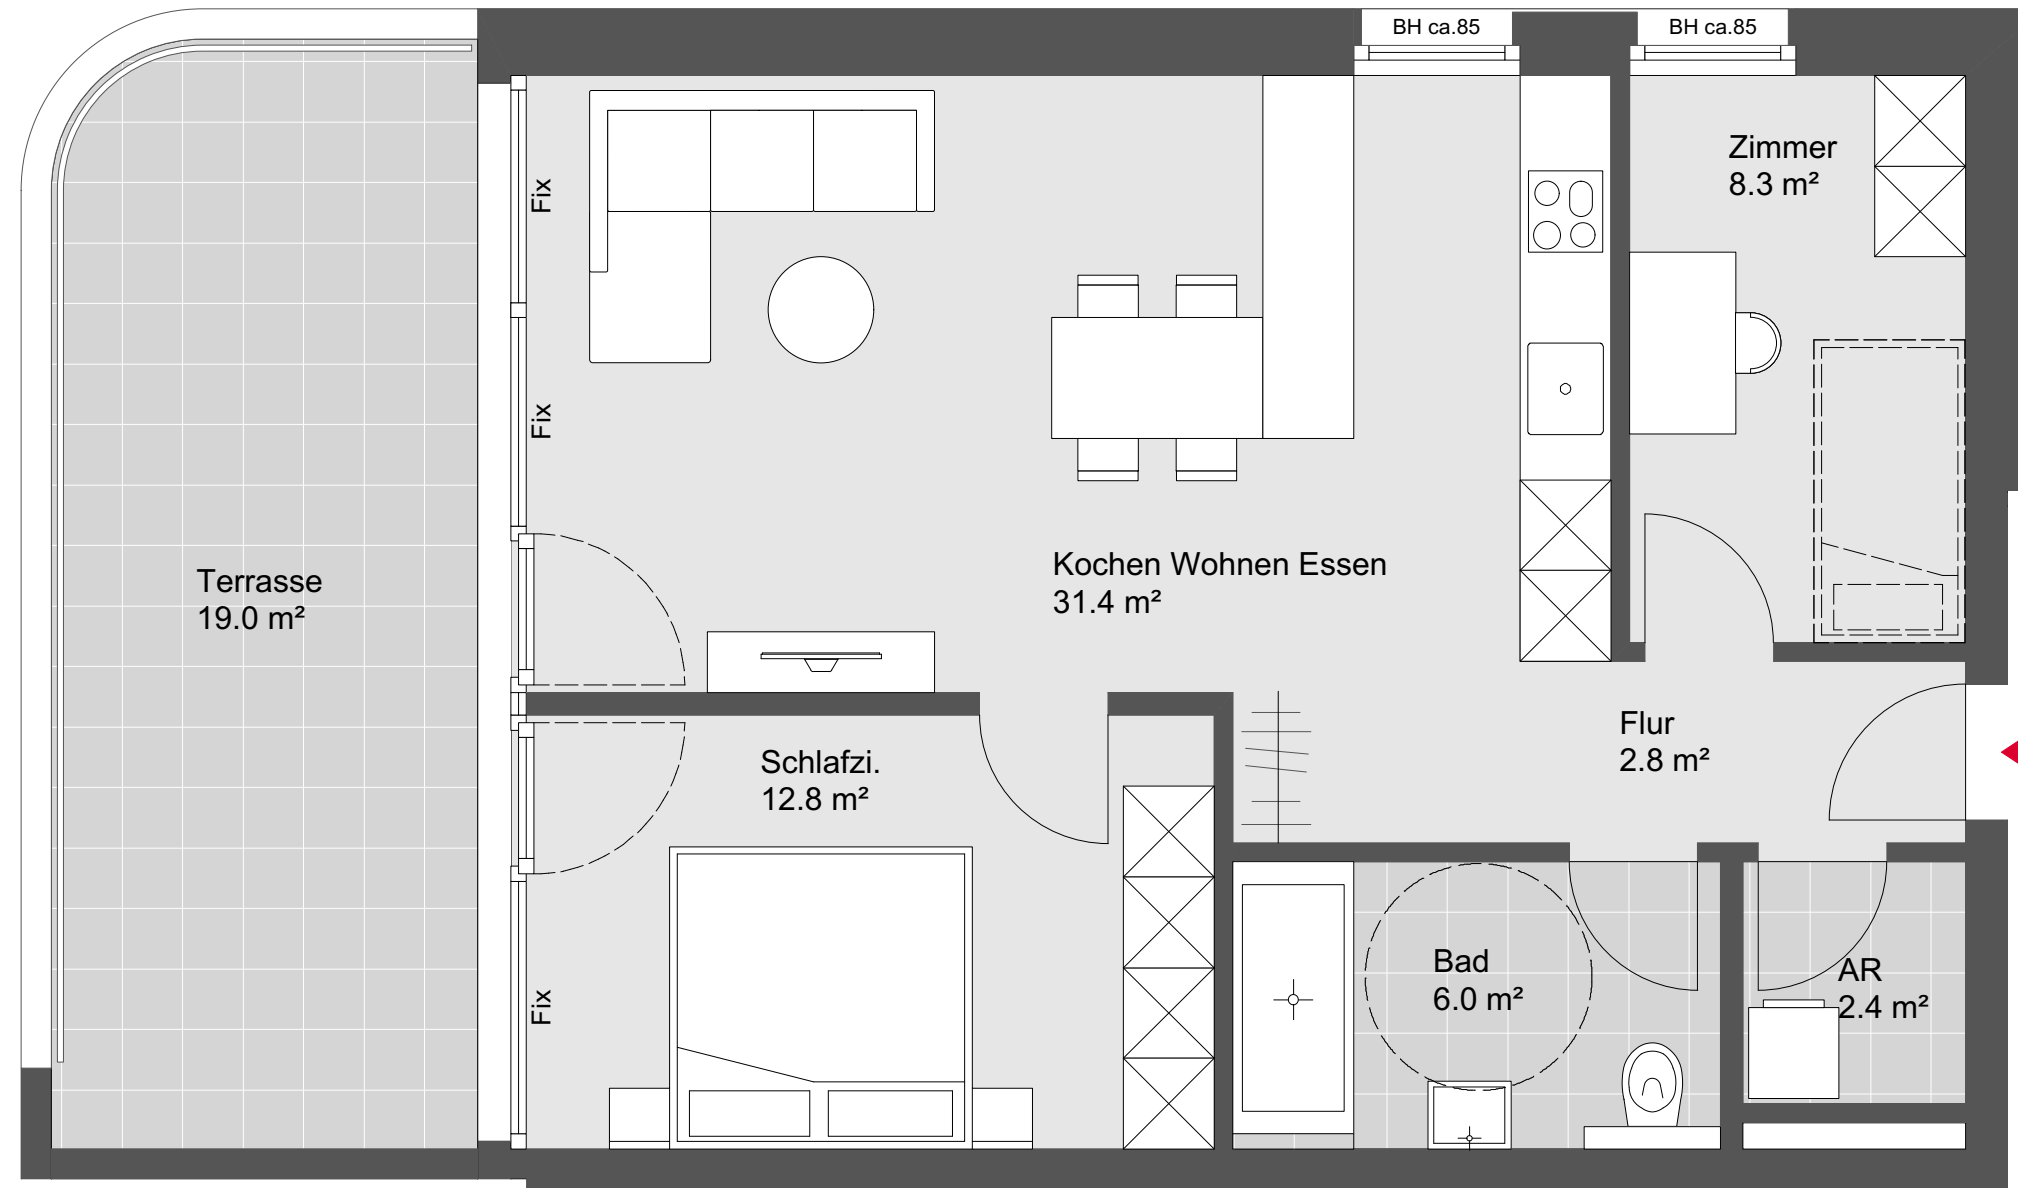 BH ca.85
BH ca.85
Zimmer
8.3 m²
Fix
Fix
Terrasse
19.0 m²
Kochen Wohnen Essen
31.4 m²
Flur
2.8 m²
Schlafzi.
12.8 m²
Fix
Bad
6.0 m²
AR
2.4 m²